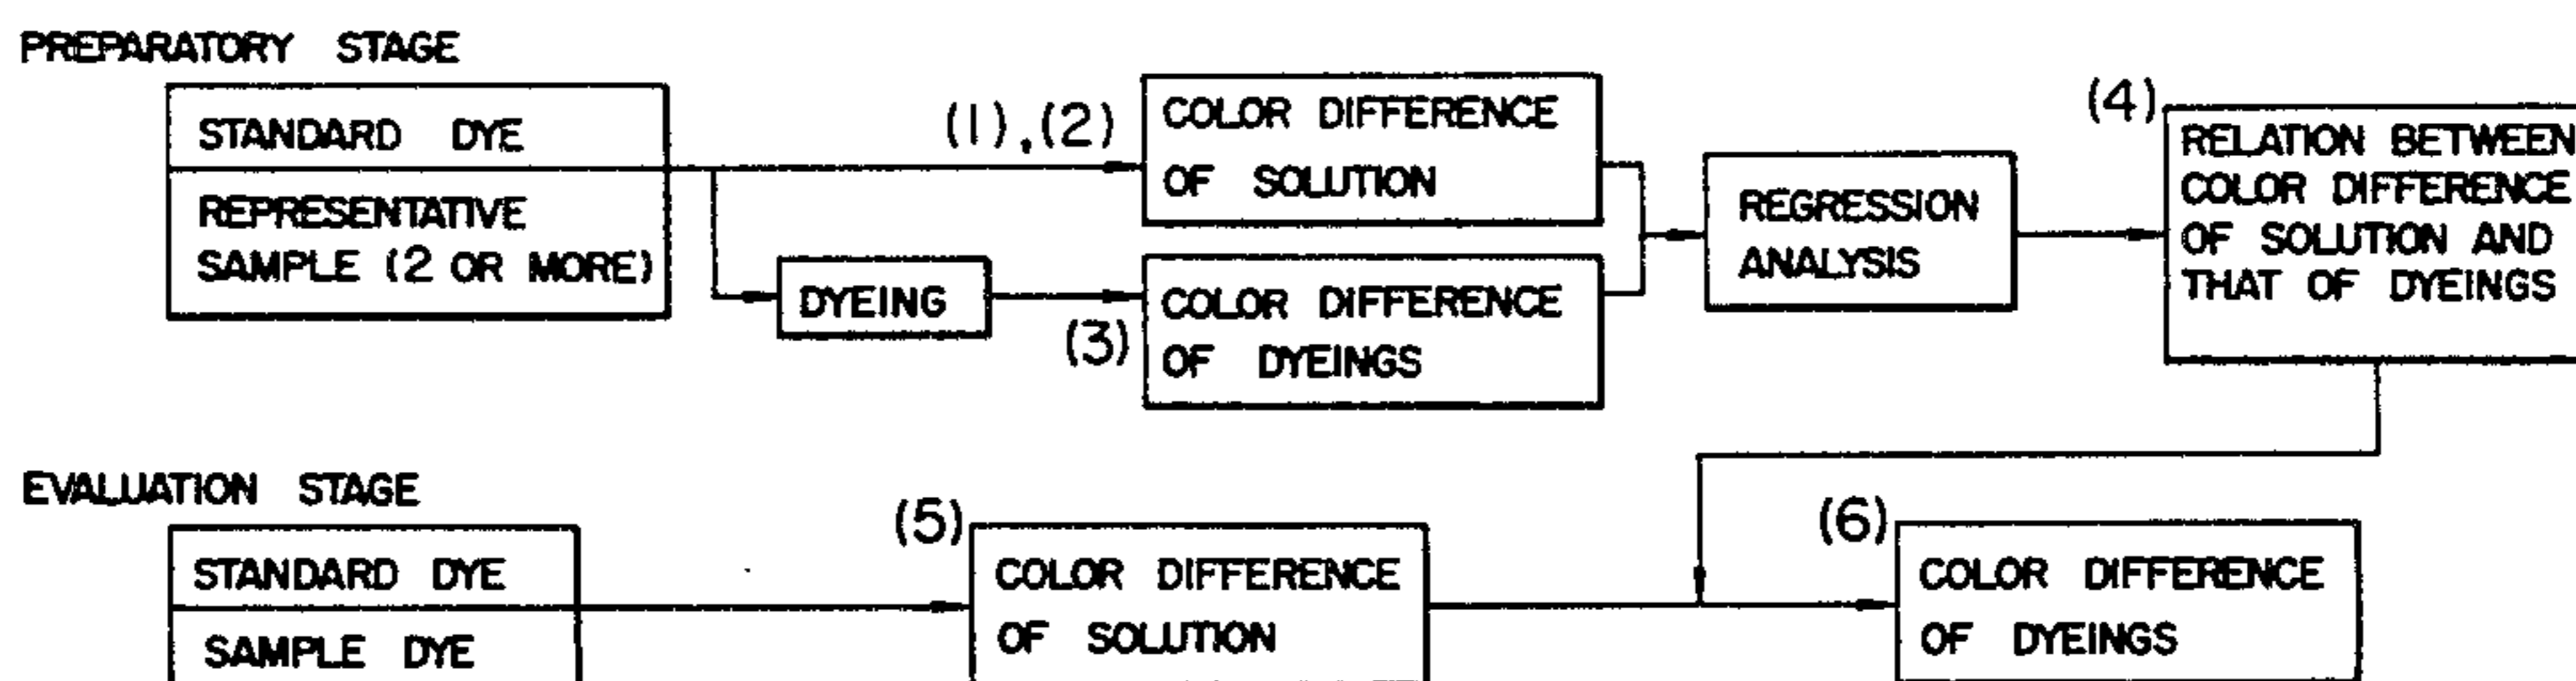 PREPARATORY STAGE
STANDARD DYE
REPRESENTATIVE
SAMPLE (2 OR MORE)
(1),(2)
COLOR DIFFERENCE
OF SOLUTION
DYEING
(3)
COLOR DIFFERENCE
OF DYEINGS
REGRESSION
ANALYSIS
(4)
RELATION BETWEEN
COLOR DIFFERENCE
OF SOLUTION AND
THAT OF DYEINGS
EVALUATION STAGE
STANDARD DYE
SAMPLE DYE
(5)
COLOR DIFFERENCE
OF SOLUTION
(6)
COLOR DIFFERENCE
OF DYEINGS